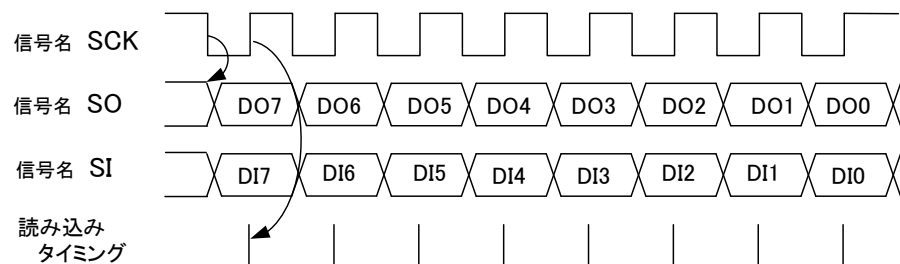 信号名 SCK
信号名 SO
DO7 DO6 DO5 DO4 DO3 DO2 DO1 DO0
信号名 SI
DI7 DI6 DI5 DI4 DI3 DI2 DI1 DI0
読み込み
タイミング